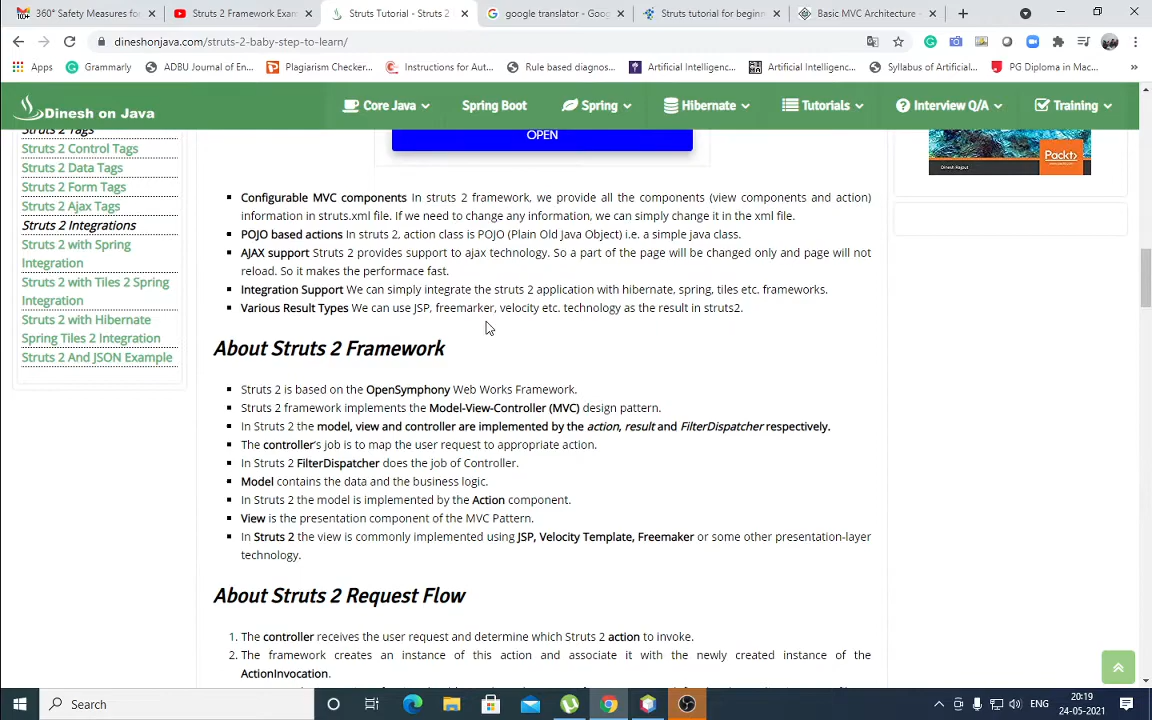 360° Safety Measures for
Struts 2 Framework Exam
Struts Tutorial - Struts 2
google translator - Goog
Struts tutorial for beginn
Basic MVC Architecture -
dineshonjava.com/struts-2-baby-step-to-learn/
Apps
Grammarly
ADBU Journal of En...
Plagiarism Checker...
Instructions for Aut...
Rule based diagnos...
Artificial Intelligenc...
Artificial Intelligenc...
Syllabus of Artificial...
PG Diploma in Mac...
Dinesh on Java
Core Java
Spring Boot
Spring
Hibernate
Tutorials
Interview Q/A
Training
Struts 2 Tags
Struts 2 Control Tags
Struts 2 Data Tags
Struts 2 Form Tags
Struts 2 Ajax Tags
Struts 2 Integrations
Struts 2 with Spring
Integration
Struts 2 with Tiles 2 Spring
Integration
Struts 2 with Hibernate
Spring Tiles 2 Integration
Struts 2 And JSON Example
OPEN
Configurable MVC components In struts 2 framework, we provide all the components (view components and action)
information in struts.xml file. If we need to change any information, we can simply change it in the xml file.
POJO based actions In struts 2, action class is POJO (Plain Old Java Object) i.e. a simple java class.
AJAX support Struts 2 provides support to ajax technology. So a part of the page will be changed only and page will not
reload. So it makes the performace fast.
Integration Support We can simply integrate the struts 2 application with hibernate, spring, tiles etc. frameworks.
Various Result Types We can use JSP, freemarker, velocity etc. technology as the result in struts2.
About Struts 2 Framework
Struts 2 is based on the OpenSymphony Web Works Framework.
Struts 2 framework implements the Model-View-Controller (MVC) design pattern.
In Struts 2 the model, view and controller are implemented by the action, result and FilterDispatcher respectively.
The controller's job is to map the user request to appropriate action.
In Struts 2 FilterDispatcher does the job of Controller.
Model contains the data and the business logic.
In Struts 2 the model is implemented by the Action component.
View is the presentation component of the MVC Pattern.
In Struts 2 the view is commonly implemented using JSP, Velocity Template, Freemaker or some other presentation-layer
technology.
About Struts 2 Request Flow
1. The controller receives the user request and determine which Struts 2 action to invoke.
2. The framework creates an instance of this action and associate it with the newly created instance of the
ActionInvocation.
Dinesh Rajput
Packt
Search
ENG
20:19
24-05-2021